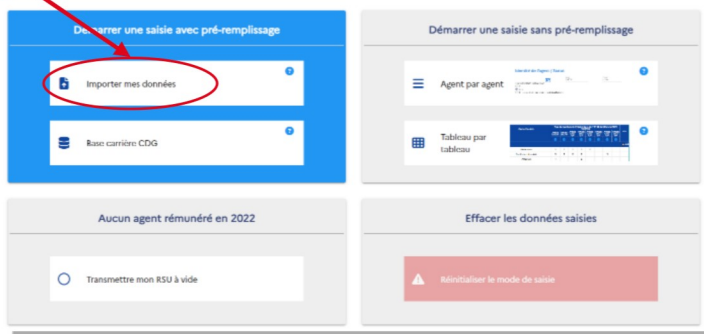 Démarrer une saisie avec pré-remplissage
Importer mes données
Base carrière CDG
Démarrer une saisie sans pré-remplissage
Agent par agent
Tableau par
tableau
Aucun agent rémunéré en 2022
Transmettre mon RSU à vide
Effacer les données saisies
Réinitialiser le mode de saisie